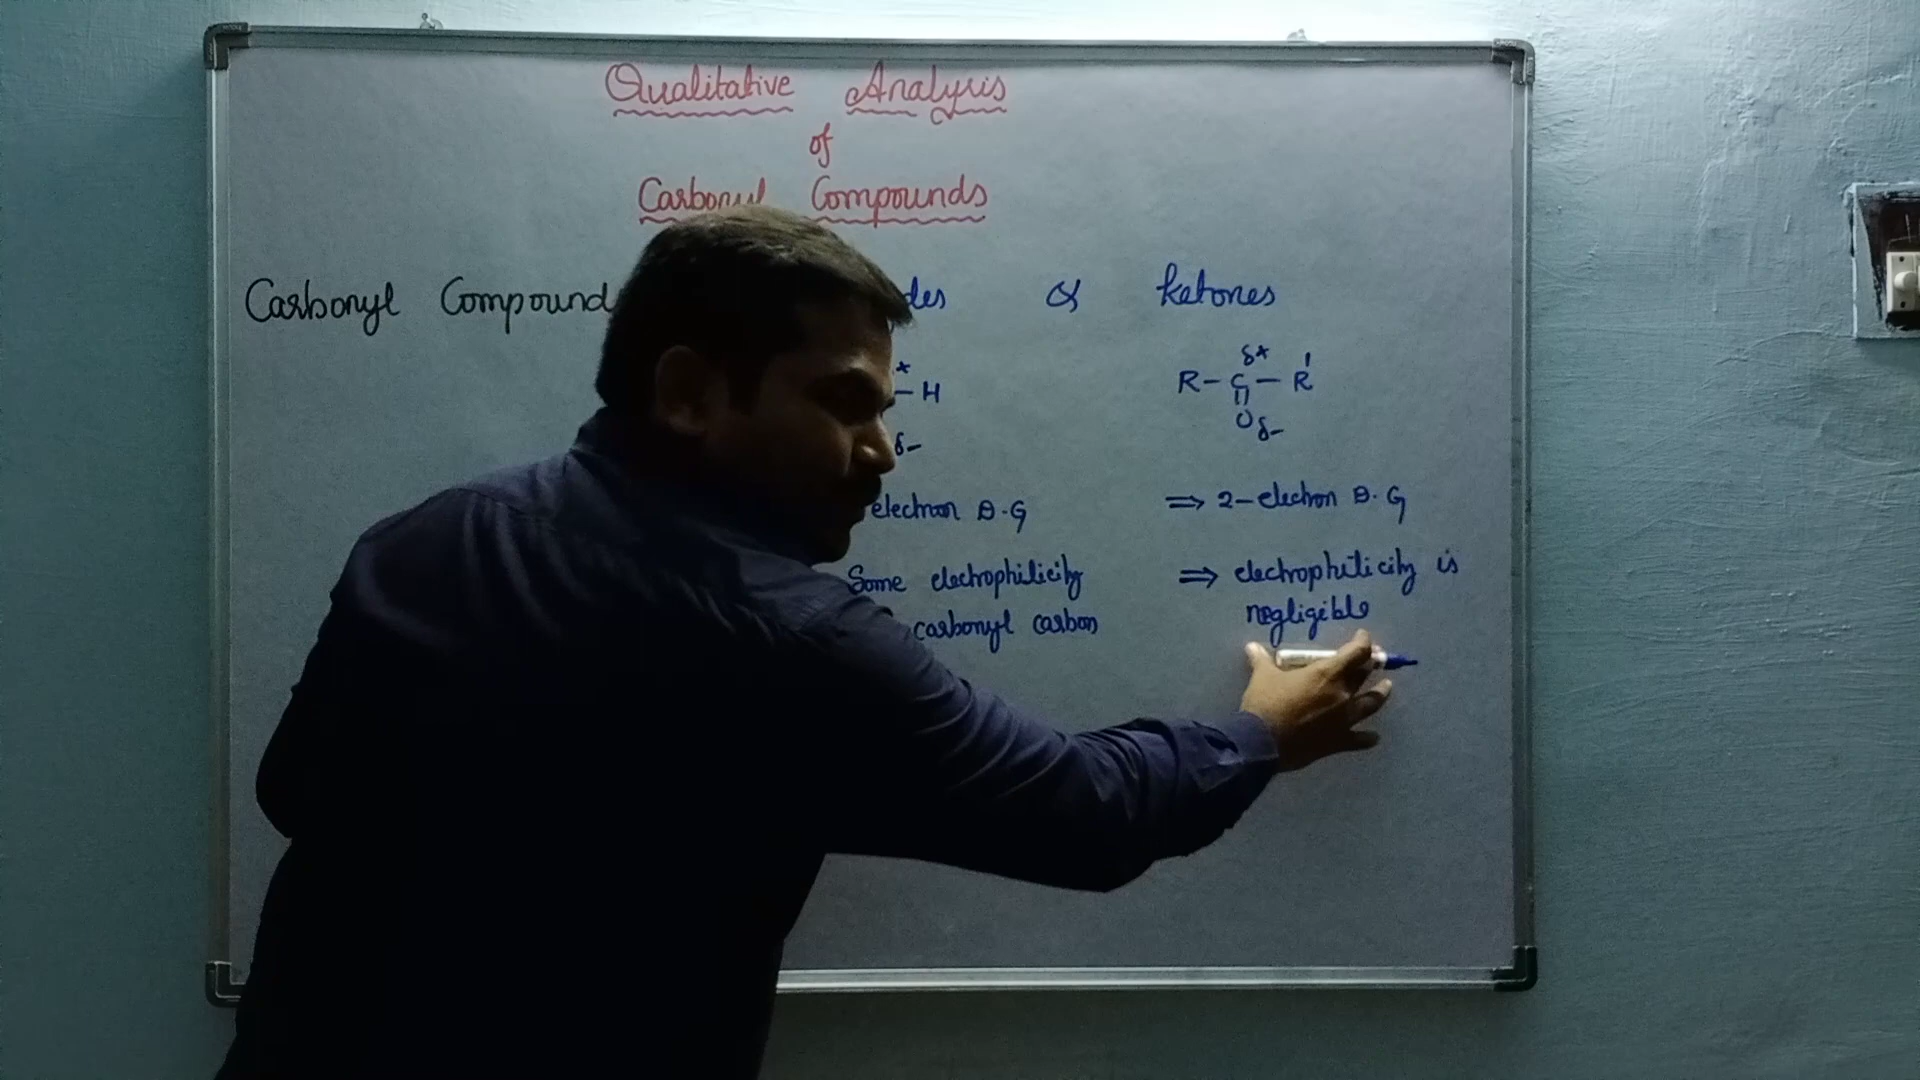 Qualitative Analysis
of
Carbonyl Compounds
Carbonyl Compound des & ketones
δ+
– H
δ-
δ+
R – C – R'
||
O δ-
electron D.G
⇒ 2-electron D.G
Some electrophilicity
carbonyl carbon
⇒ electrophilicity is
negligible